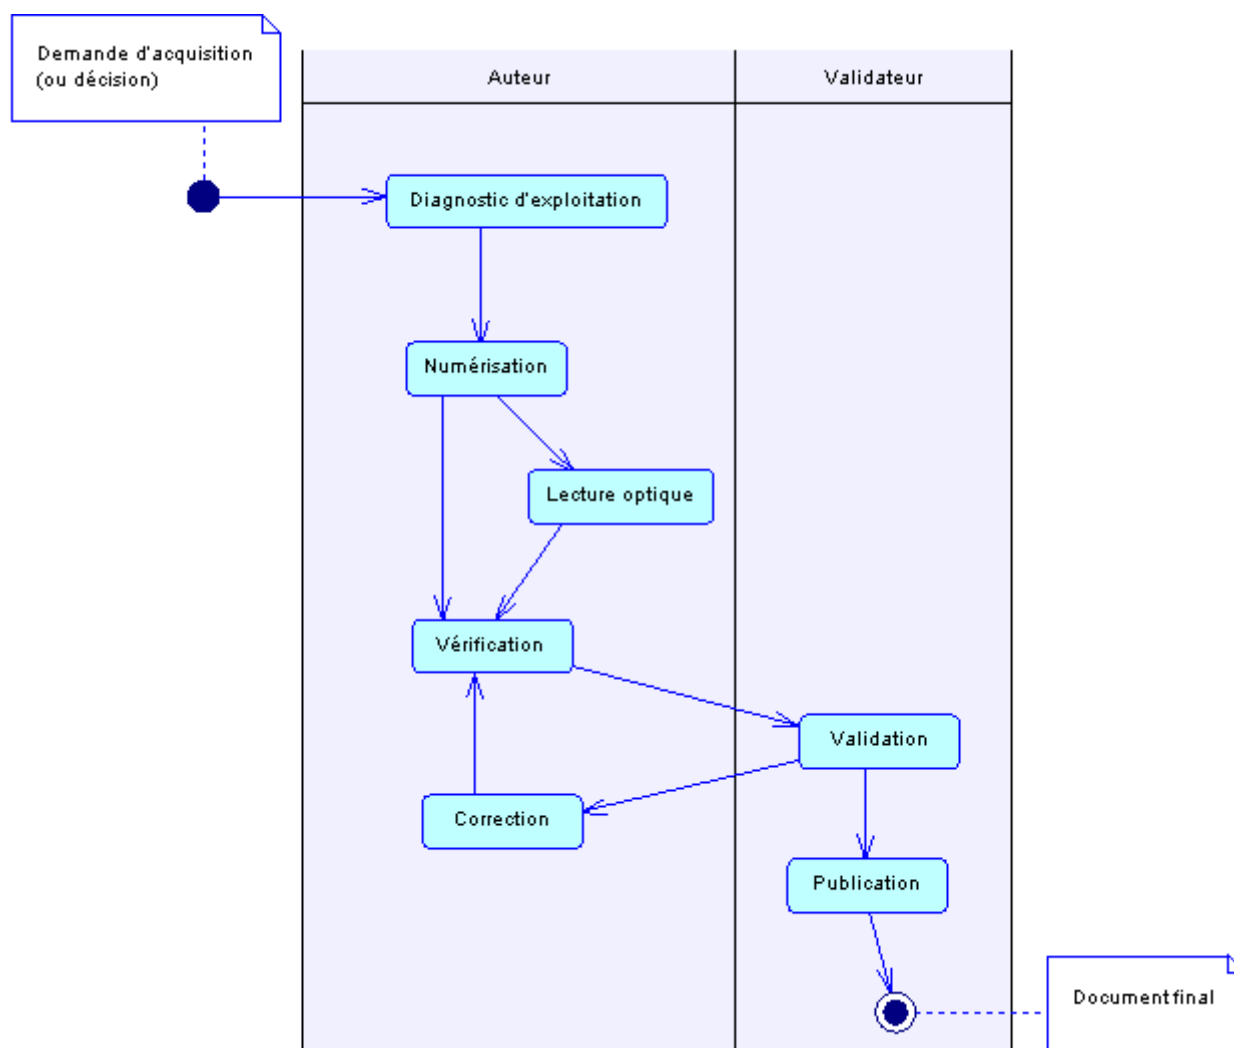 Demande d'acquisition
(ou décision)
Auteur
Validateur
Diagnostic d'exploitation
Numérisation
Lecture optique
Vérification
Validation
Correction
Publication
Document final